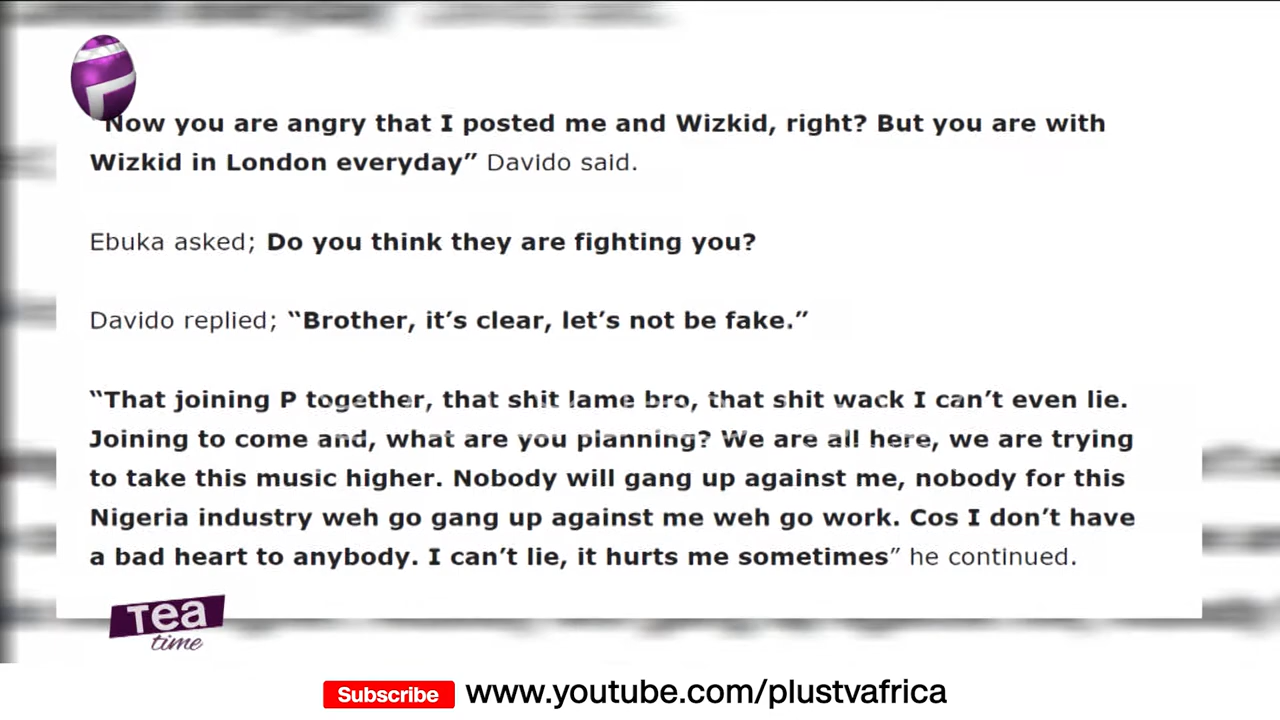 "Now you are angry that I posted me and Wizkid, right? But you are with
Wizkid in London everyday” Davido said.
Ebuka asked; Do you think they are fighting you?
Davido replied; “Brother, it’s clear, let’s not be fake.”
“That joining P together, that shit lame bro, that shit wack I can’t even lie.
Joining to come and, what are you planning? We are all here, we are trying
to take this music higher. Nobody will gang up against me, nobody for this
Nigeria industry weh go gang up against me weh go work. Cos I don’t have
a bad heart to anybody. I can’t lie, it hurts me sometimes” he continued.
Tea
time
Subscribe www.youtube.com/plustvafrica